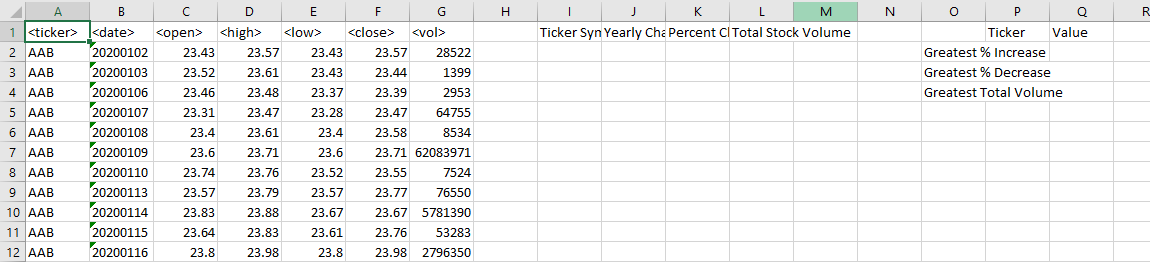 A B C D E F G H I J K L M N O P Q R
1 <ticker> <date> <open> <high> <low> <close> <vol> Ticker Syn Yearly Cha Percent Cl Total Stock Volume Ticker Value
2 AAB 20200102 23.43 23.57 23.43 23.57 28522 Greatest % Increase
3 AAB 20200103 23.52 23.61 23.43 23.44 1399 Greatest % Decrease
4 AAB 20200106 23.46 23.48 23.37 23.39 2953 Greatest Total Volume
5 AAB 20200107 23.31 23.47 23.28 23.47 64755
6 AAB 20200108 23.4 23.61 23.4 23.58 8534
7 AAB 20200109 23.6 23.71 23.6 23.71 62083971
8 AAB 20200110 23.74 23.76 23.52 23.55 7524
9 AAB 20200113 23.57 23.79 23.57 23.77 76550
10 AAB 20200114 23.83 23.88 23.67 23.67 5781390
11 AAB 20200115 23.64 23.83 23.61 23.76 53283
12 AAB 20200116 23.8 23.98 23.8 23.98 2796350